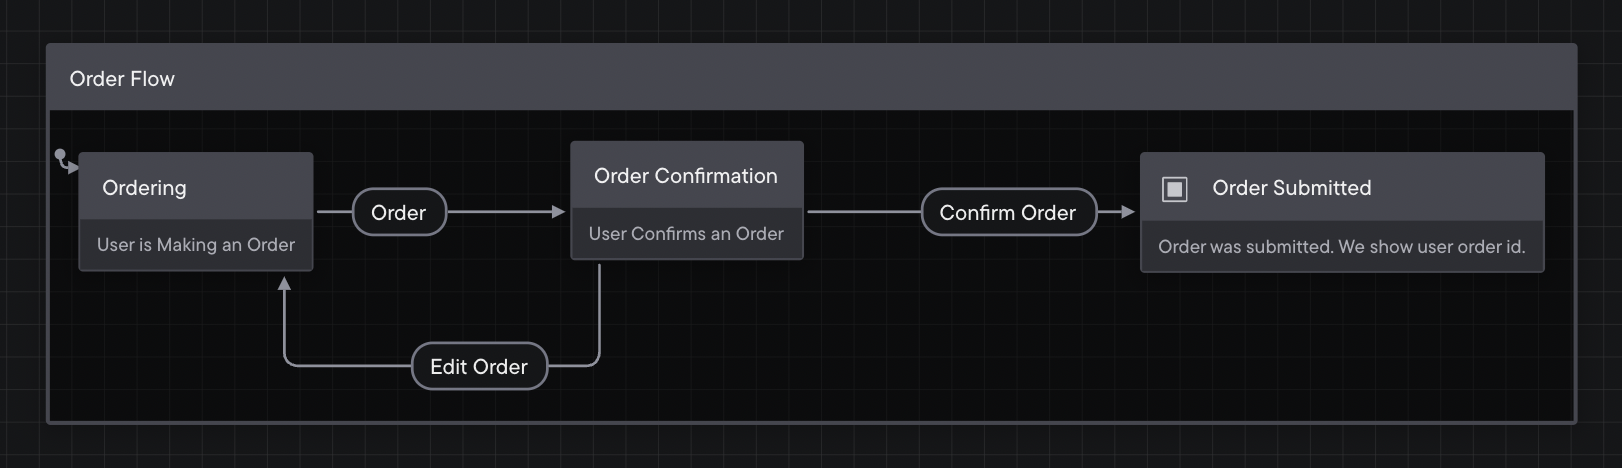 Order Flow
Ordering
User is Making an Order
Order
Order Confirmation
User Confirms an Order
Confirm Order
Order Submitted
Order was submitted. We show user order id.
Edit Order